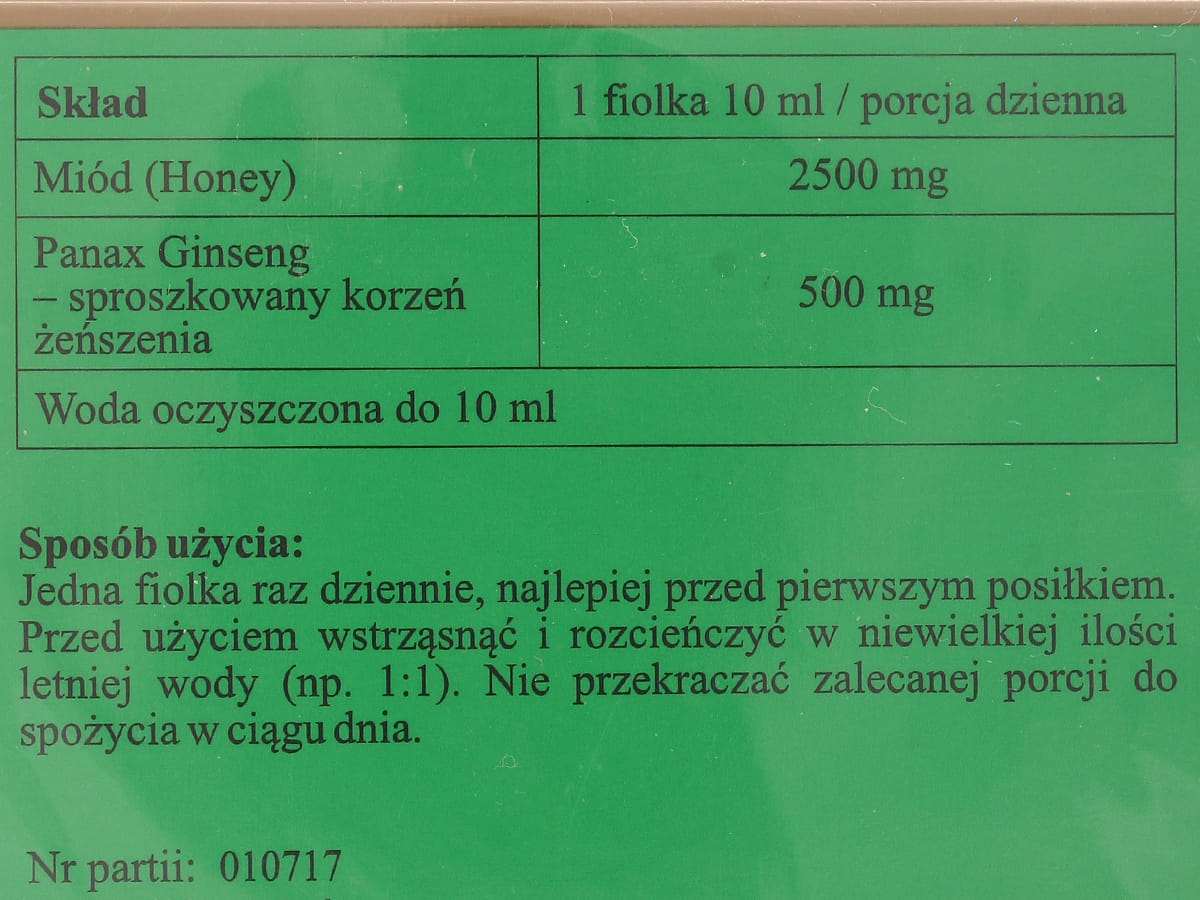 Skład
1 fiolka 10 ml / porcja dzienna
Miód (Honey)
2500 mg
Panax Ginseng
– sproszkowany korzeń
żeńszenia
500 mg
Woda oczyszczona do 10 ml
Sposób użycia:
Jedna fiolka raz dziennie, najlepiej przed pierwszym posiłkiem.
Przed użyciem wstrząsnąć i rozcieńczyć w niewielkiej ilości
letniej wody (np. 1:1). Nie przekraczać zalecanej porcji do
spożycia w ciągu dnia.
Nr partii: 010717